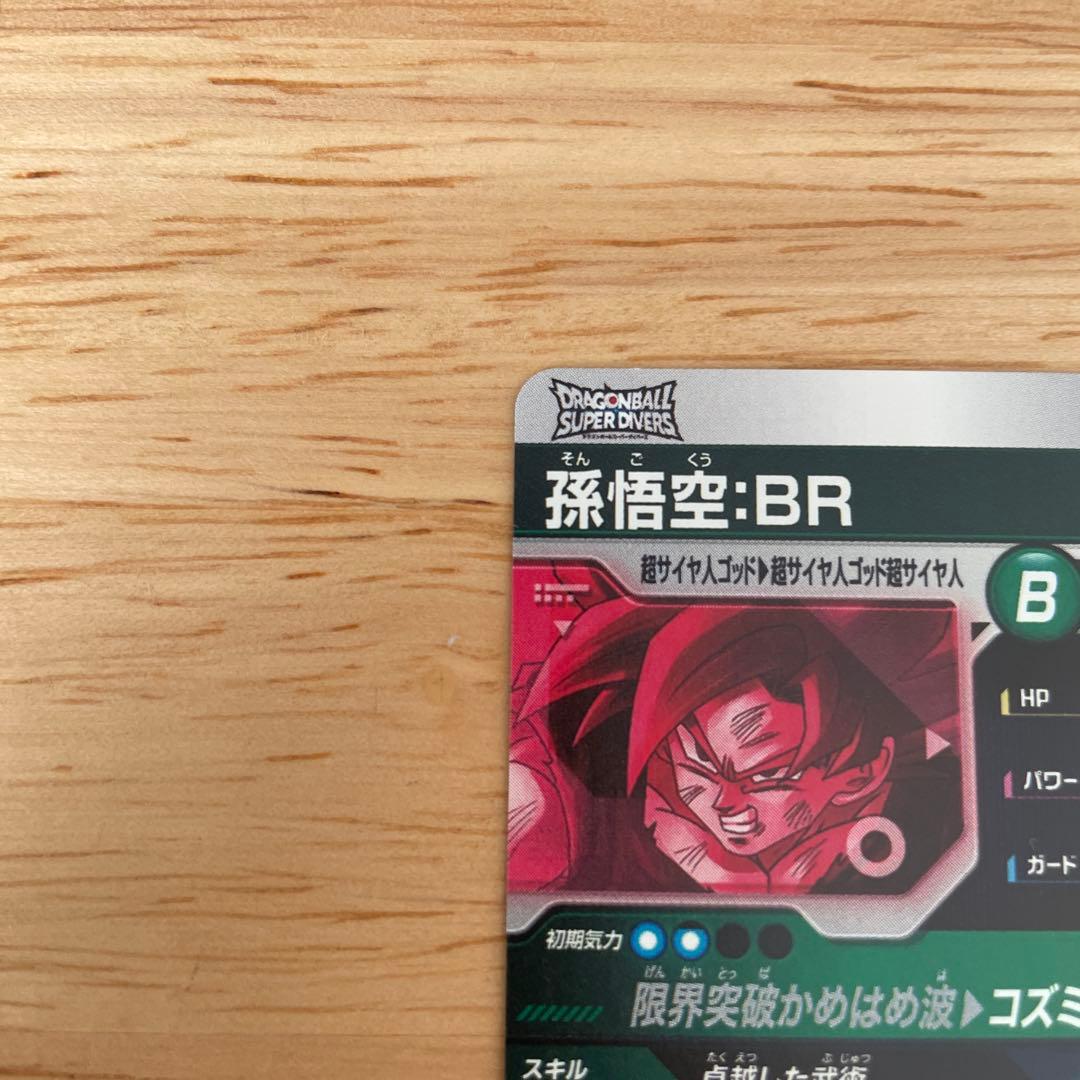 DRAGONBALL
SUPER DIVERS
そん ご くう
孫悟空:BR
超サイヤ人ゴッド▶超サイヤ人ゴッド超サイヤ人
B
HP
パワー
ガード
初期気力
げん かい とっ ぱ は
限界突破かめはめ波▶コズミ
スキル
たく えつ ぶ じゅつ
卓越した武術